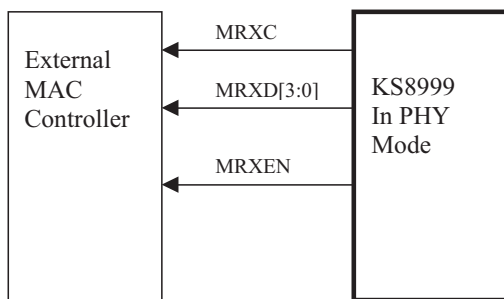 MRXC
External
MAC
Controller
MRXD[3:0]
KS8999
In PHY
Mode
MRXEN